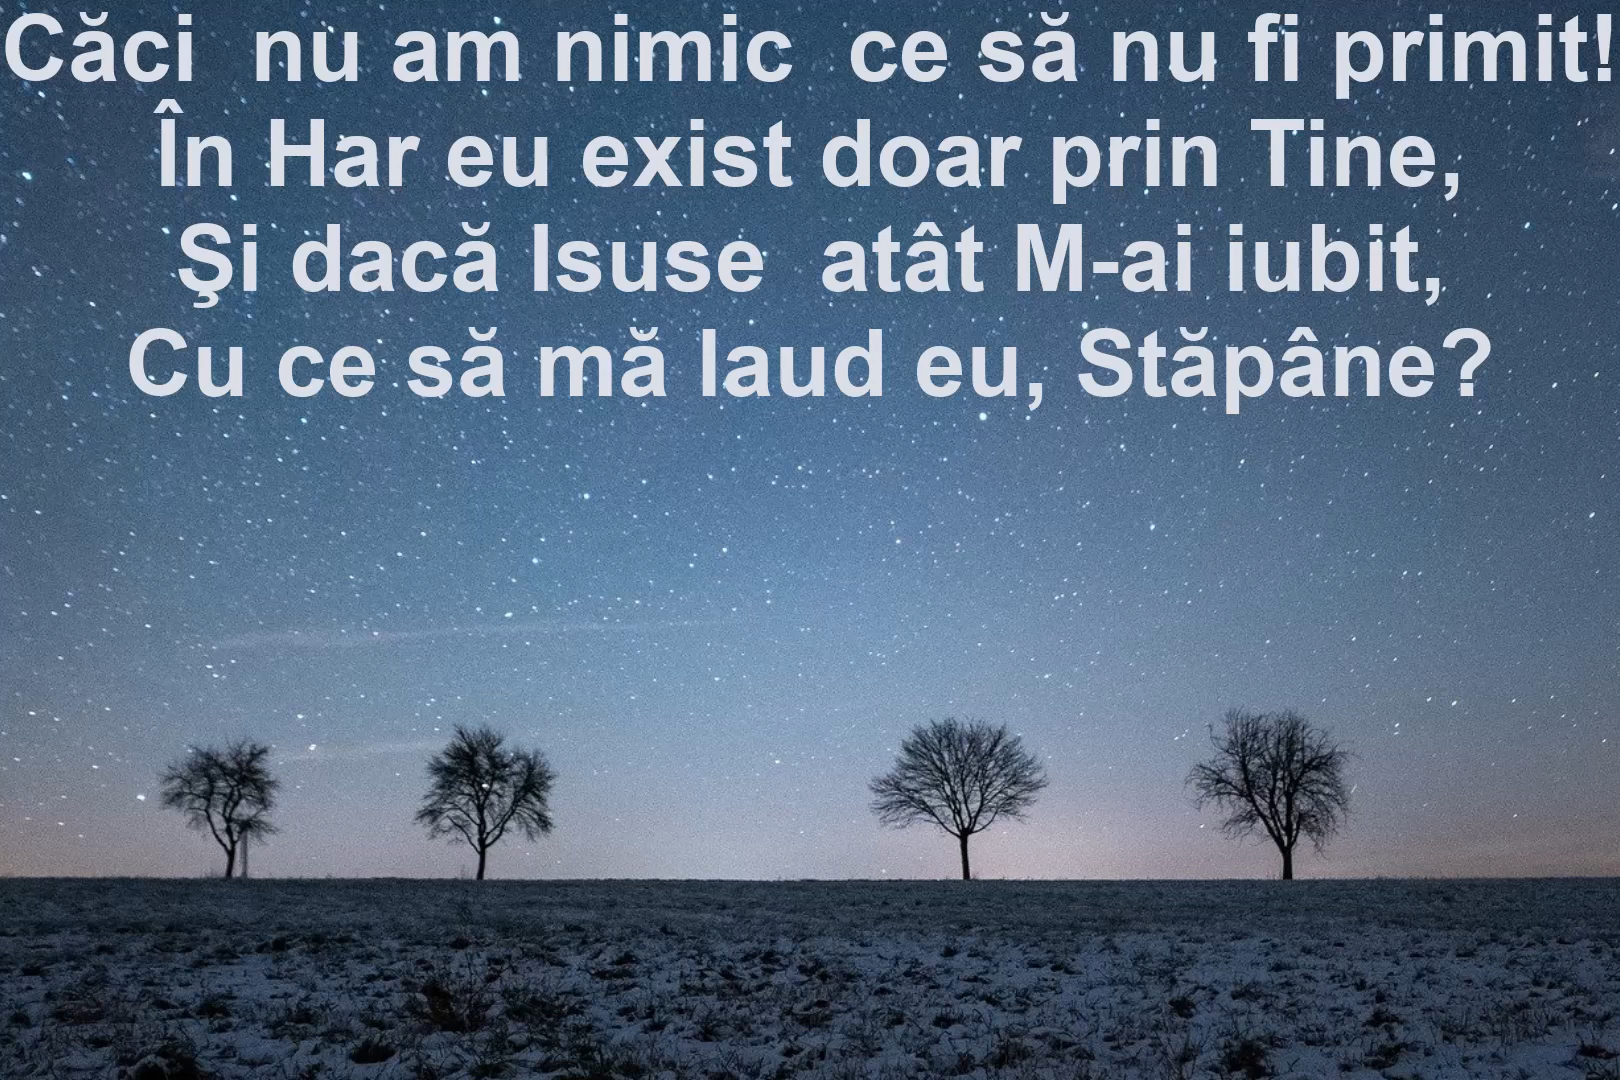 Căci  nu am nimic  ce să nu fi primit!
În Har eu exist doar prin Tine,
Şi dacă Isuse  atât M-ai iubit,
Cu ce să mă laud eu, Stăpâne?